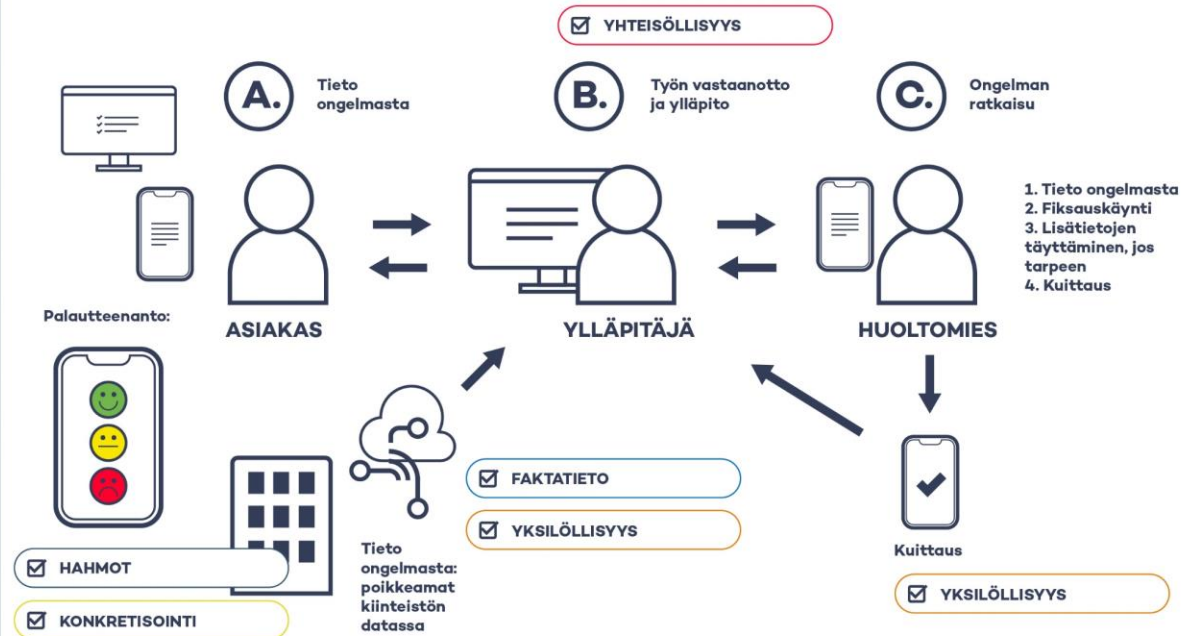 YHTEISÖLLISYYS
A.
Tieto
ongelmasta
B.
Työn vastaanotto
ja ylläpito
C.
Ongelman
ratkaisu
1. Tieto ongelmasta
2. Fiksauskäynti
3. Lisätietojen
täyttäminen, jos
tarpeen
4. Kuittaus
ASIAKAS
YLLÄPITÄJÄ
HUOLTOMIES
Palautteenanto:
HAHMOT
KONKRETISOINTI
Tieto
ongelmasta:
poikkeamat
kiinteistön
datassa
FAKTATIETO
YKSILÖLLISYYS
Kuittaus
YKSILÖLLISYYS